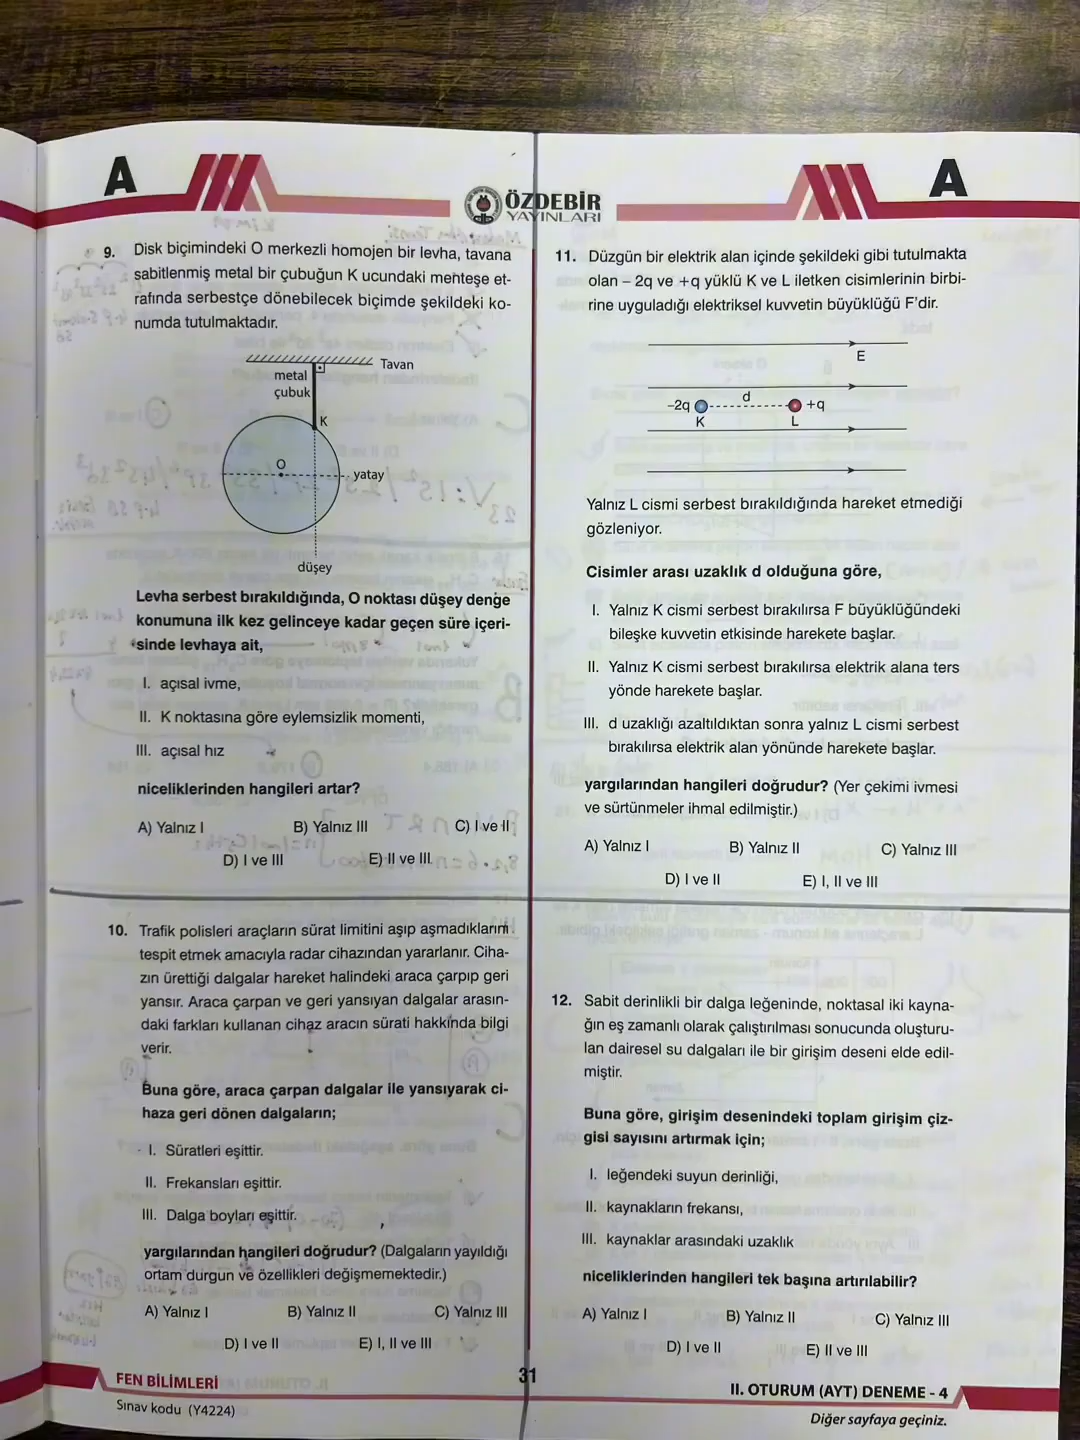 A
A
ÖZDEBİR
YAYINLARI
9. Disk biçimindeki O merkezli homojen bir levha, tavana
sabitlenmiş metal bir çubuğun K ucundaki menteşe et-
rafında serbestçe dönebilecek biçimde şekildeki ko-
numda tutulmaktadır.
Tavan
metal
çubuk
K
O
yatay
düşey
Levha serbest bırakıldığında, O noktası düşey denge
konumuna ilk kez gelinceye kadar geçen süre içeri-
sinde levhaya ait,
I. açısal ivme,
II. K noktasına göre eylemsizlik momenti,
III. açısal hız
niceliklerinden hangileri artar?
A) Yalnız I B) Yalnız III C) I ve II
D) I ve III E) II ve III
10. Trafik polisleri araçların sürat limitini aşıp aşmadıklarını
tespit etmek amacıyla radar cihazından yararlanır. Ciha-
zın ürettiği dalgalar hareket halindeki araca çarpıp geri
yansır. Araca çarpan ve geri yansıyan dalgalar arasın-
daki farkları kullanan cihaz aracın sürati hakkında bilgi
verir.
Buna göre, araca çarpan dalgalar ile yansıyarak ci-
haza geri dönen dalgaların;
I. Süratleri eşittir.
II. Frekansları eşittir.
III. Dalga boyları eşittir.
yargılarından hangileri doğrudur? (Dalgaların yayıldığı
ortam durgun ve özellikleri değişmemektedir.)
A) Yalnız I B) Yalnız II C) Yalnız III
D) I ve II E) I, II ve III
11. Düzgün bir elektrik alan içinde şekildeki gibi tutulmakta
olan – 2q ve +q yüklü K ve L iletken cisimlerinin birbi-
rine uyguladığı elektriksel kuvvetin büyüklüğü F'dir.
E
-2q d +q
K L
Yalnız L cismi serbest bırakıldığında hareket etmediği
gözleniyor.
Cisimler arası uzaklık d olduğuna göre,
I. Yalnız K cismi serbest bırakılırsa F büyüklüğündeki
bileşke kuvvetin etkisinde harekete başlar.
II. Yalnız K cismi serbest bırakılırsa elektrik alana ters
yönde harekete başlar.
III. d uzaklığı azaltıldıktan sonra yalnız L cismi serbest
bırakılırsa elektrik alan yönünde harekete başlar.
yargılarından hangileri doğrudur? (Yer çekimi ivmesi
ve sürtünmeler ihmal edilmiştir.)
A) Yalnız I B) Yalnız II C) Yalnız III
D) I ve II E) I, II ve III
12. Sabit derinlikli bir dalga leğeninde, noktasal iki kayna-
ğın eş zamanlı olarak çalıştırılması sonucunda oluşturu-
lan dairesel su dalgaları ile bir girişim deseni elde edil-
miştir.
Buna göre, girişim desenindeki toplam girişim çiz-
gisi sayısını artırmak için;
I. leğendeki suyun derinliği,
II. kaynakların frekansı,
III. kaynaklar arasındaki uzaklık
niceliklerinden hangileri tek başına artırılabilir?
A) Yalnız I B) Yalnız II C) Yalnız III
D) I ve II E) II ve III
FEN BİLİMLERİ
Sınav kodu (Y4224)
31
II. OTURUM (AYT) DENEME - 4
Diğer sayfaya geçiniz.